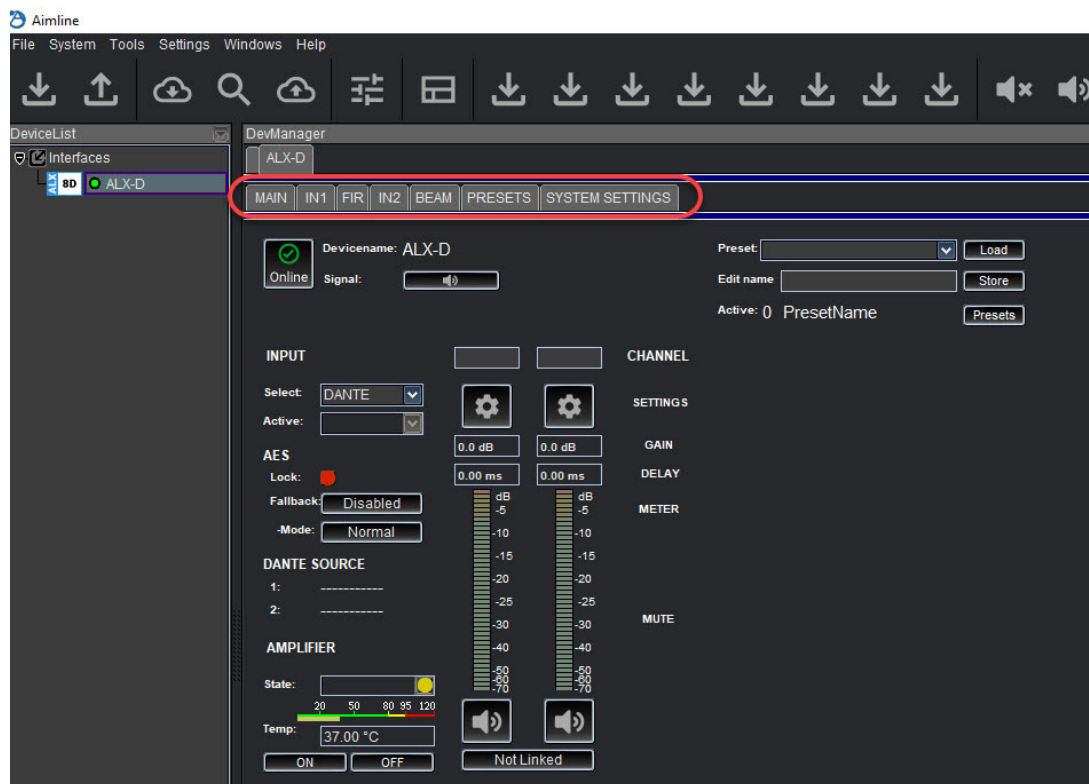 Aimline
File System Tools Settings Windows Help
DeviceList
DevManager
Interfaces
ALX 8D ALX-D
ALX-D
MAIN IN1 FIR IN2 BEAM PRESETS SYSTEM SETTINGS
Online
Devicename: ALX-D
Signal:
Preset: Load
Edit name Store
Active: 0 PresetName Presets
INPUT CHANNEL
Select: DANTE SETTINGS
Active:
0.0 dB 0.0 dB GAIN
AES
Lock: 0.00 ms 0.00 ms DELAY
Fallback: Disabled
-Mode: Normal
dB dB
-5 -5 METER
-10 -10
-15 -15
DANTE SOURCE
1: -----------
2: -----------
-20 -20
-25 -25
-30 -30 MUTE
AMPLIFIER
-40 -40
-50 -50
-60 -60
-70 -70
State:
20 50 80 95 120
Temp: 37.00 °C
ON OFF Not Linked